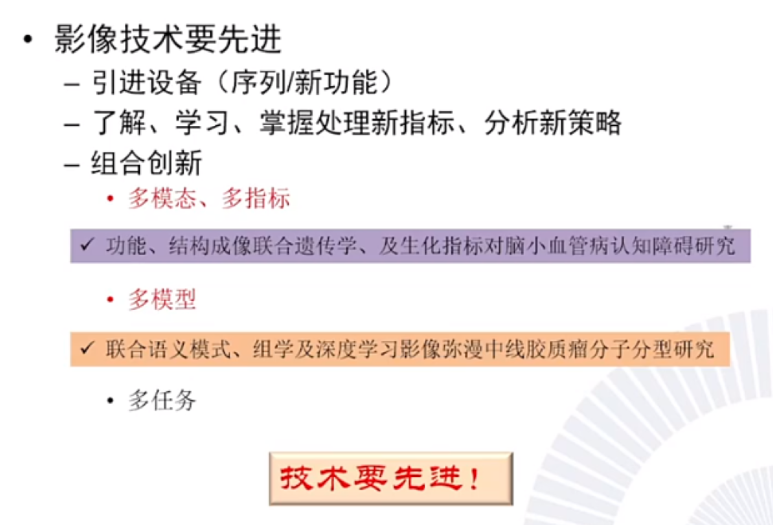 • 影像技术要先进
– 引进设备（序列/新功能）
– 了解、学习、掌握处理新指标、分析新策略
– 组合创新
• 多模态、多指标
✓ 功能、结构成像联合遗传学、及生化指标对脑小血管病认知障碍研究
• 多模型
✓ 联合语义模式、组学及深度学习影像弥漫中线胶质瘤分子分型研究
• 多任务
技术要先进！